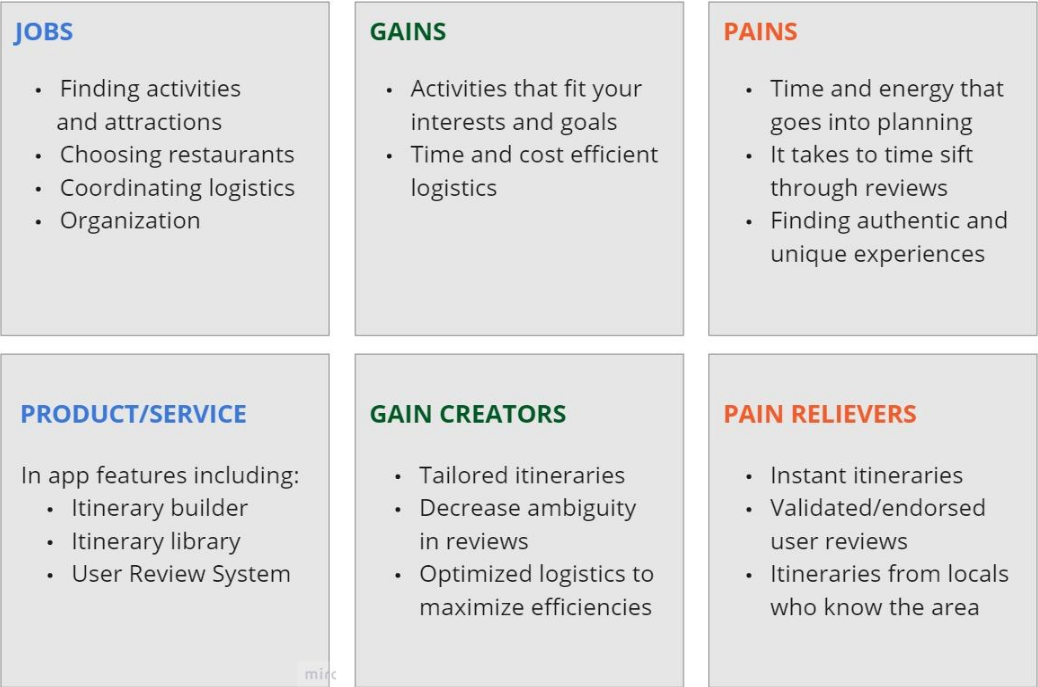 JOBS
• Finding activities
and attractions
• Choosing restaurants
• Coordinating logistics
• Organization
GAINS
• Activities that fit your
interests and goals
• Time and cost efficient
logistics
PAINS
• Time and energy that
goes into planning
• It takes to time sift
through reviews
• Finding authentic and
unique experiences
PRODUCT/SERVICE
In app features including:
• Itinerary builder
• Itinerary library
• User Review System
GAIN CREATORS
• Tailored itineraries
• Decrease ambiguity
in reviews
• Optimized logistics to
maximize efficiencies
PAIN RELIEVERS
• Instant itineraries
• Validated/endorsed
user reviews
• Itineraries from locals
who know the area